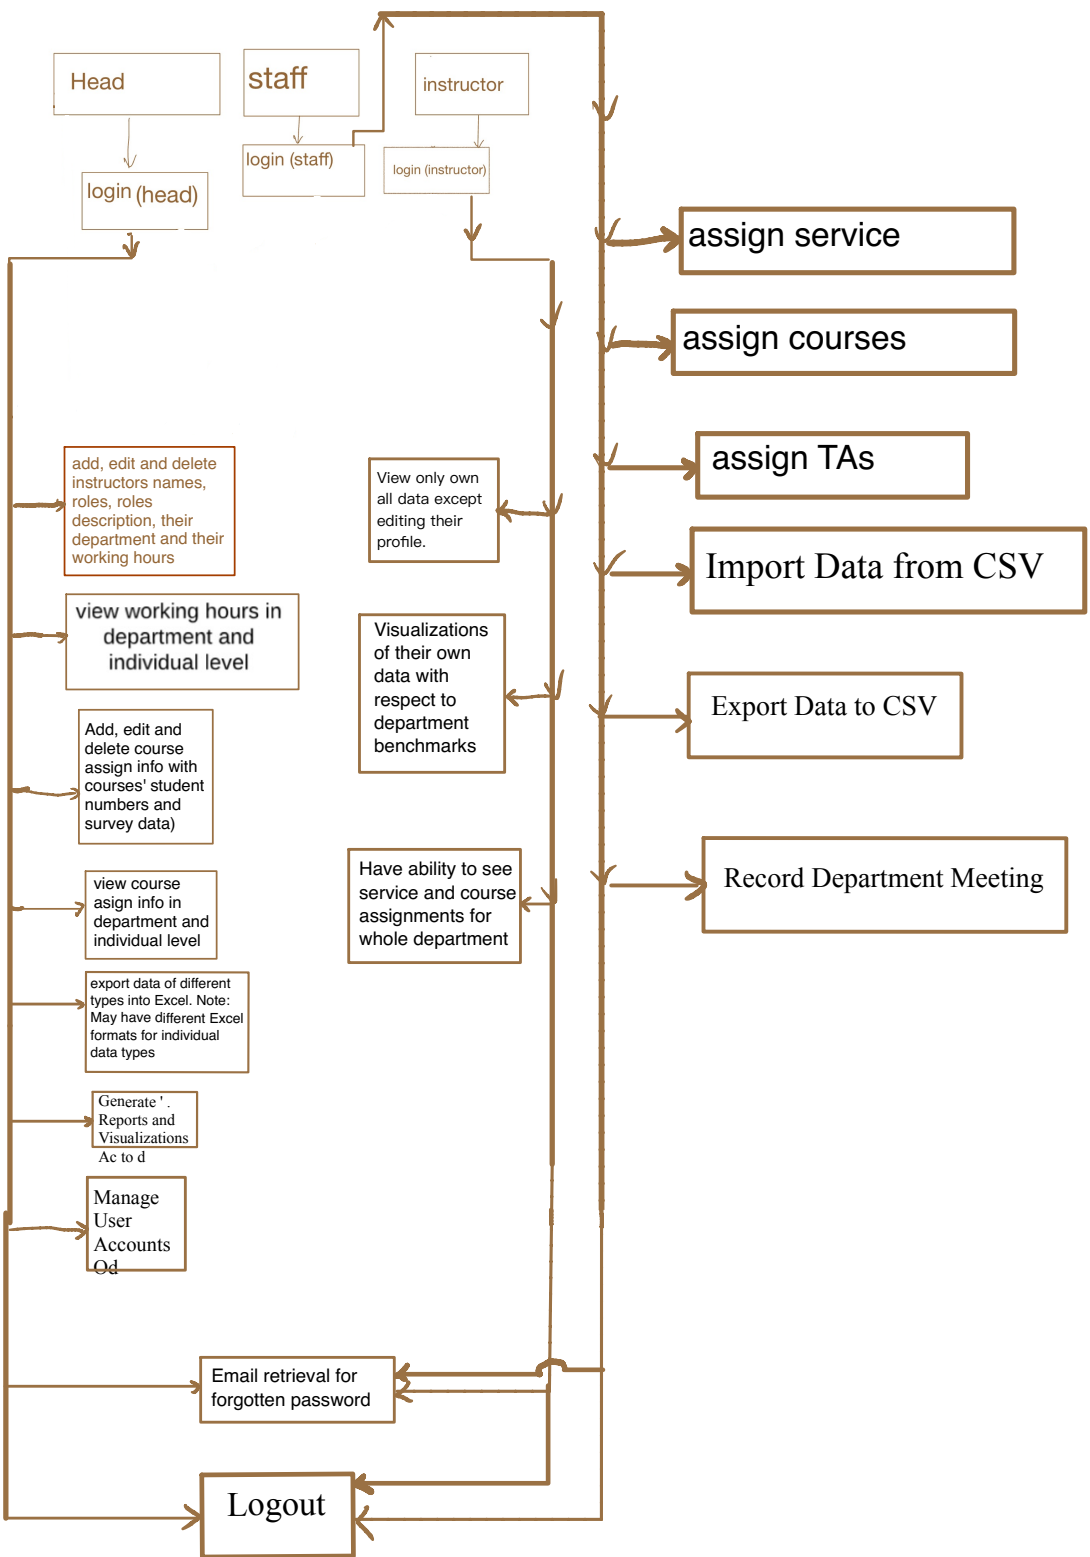 Head
staff
instructor
login (head)
login (staff)
login (instructor)
add, edit and delete
instructors names,
roles, roles
description, their
department and their
working hours
view working hours in
department and
individual level
Add, edit and
delete course
assign info with
courses' student
numbers and
survey data)
view course
asign info in
department and
individual level
export data of different
types into Excel. Note:
May have different Excel
formats for individual
data types
Generate ' .
Reports and
Visualizations
Ac to d
Manage
User
Accounts
Od
View only own
all data except
editing their
profile.
Visualizations
of their own
data with
respect to
department
benchmarks
Have ability to see
service and course
assignments for
whole department
assign service
assign courses
assign TAs
Import Data from CSV
Export Data to CSV
Record Department Meeting
Email retrieval for
forgotten password
Logout